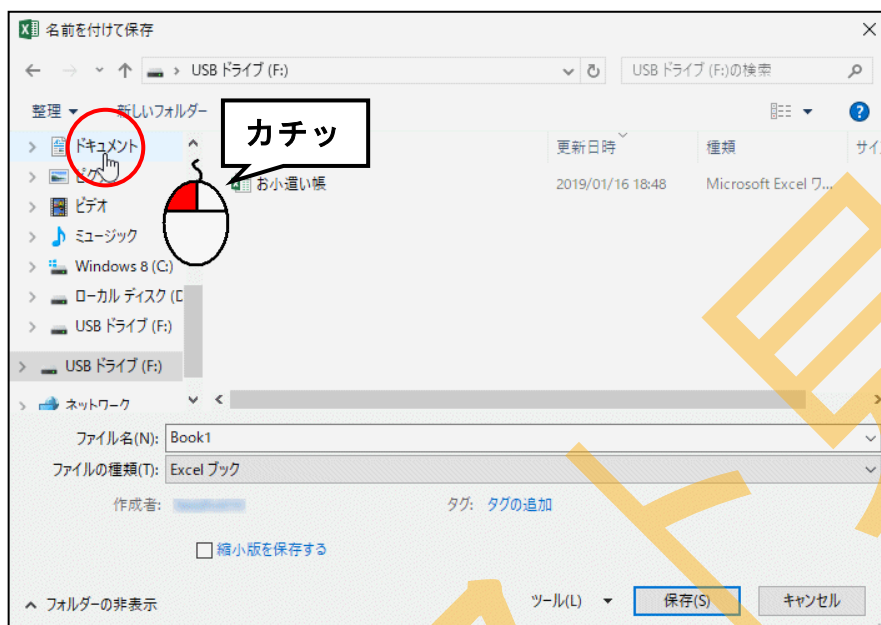 名前を付けて保存
USB ドライブ (F:)
USB ドライブ (F:)の検索
整理
新しいフォルダー
カチッ
更新日時
種類
ドキュメント
お小遣い帳
2019/01/16 18:48
Microsoft Excel ワ...
ビデオ
ミュージック
Windows 8 (C:)
ローカル ディスク (D
USB ドライブ (F:)
USB ドライブ (F:)
ネットワーク
ファイル名(N):
Book1
ファイルの種類(T):
Excel ブック
作成者:
タグ:
タグの追加
縮小版を保存する
フォルダーの非表示
ツール(L)
保存(S)
キャンセル